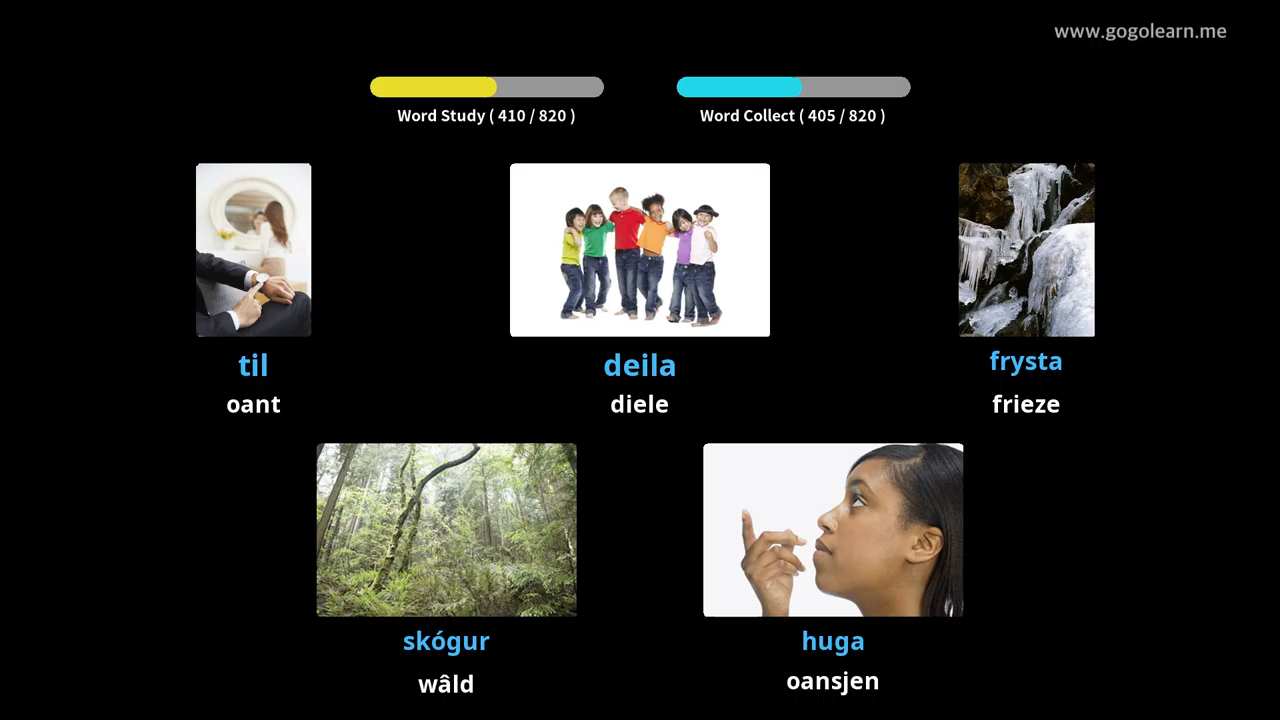 www.gogolearn.me
Word Study ( 410 / 820 )
Word Collect ( 405 / 820 )
til
oant
deila
diele
frysta
frieze
skógur
wâld
huga
oansjen